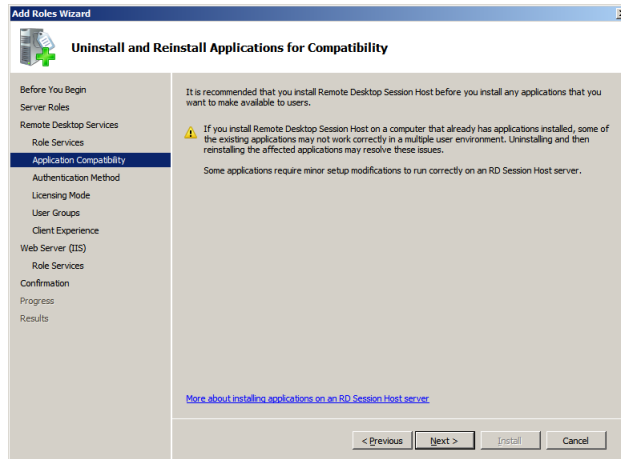 Add Roles Wizard
Uninstall and Reinstall Applications for Compatibility
Before You Begin
Server Roles
Remote Desktop Services
Role Services
Application Compatibility
Authentication Method
Licensing Mode
User Groups
Client Experience
Web Server (IIS)
Role Services
Confirmation
Progress
Results
It is recommended that you install Remote Desktop Session Host before you install any applications that you
want to make available to users.
If you install Remote Desktop Session Host on a computer that already has applications installed, some of
the existing applications may not work correctly in a multiple user environment. Uninstalling and then
reinstalling the affected applications may resolve these issues.
Some applications require minor setup modifications to run correctly on an RD Session Host server.
More about installing applications on an RD Session Host server
< Previous
Next >
Install
Cancel